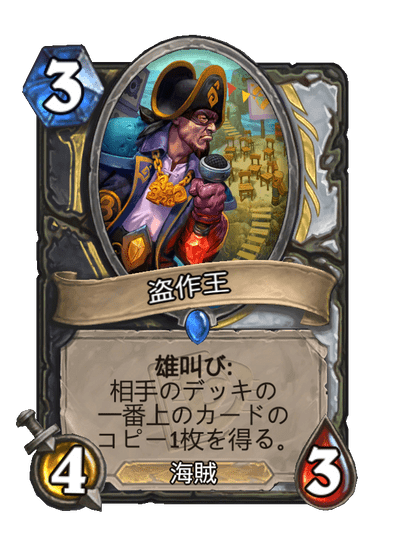 3
盗作王
雄叫び:
相手のデッキの
一番上のカードの
コピー1枚を得る。
4
海賊
3